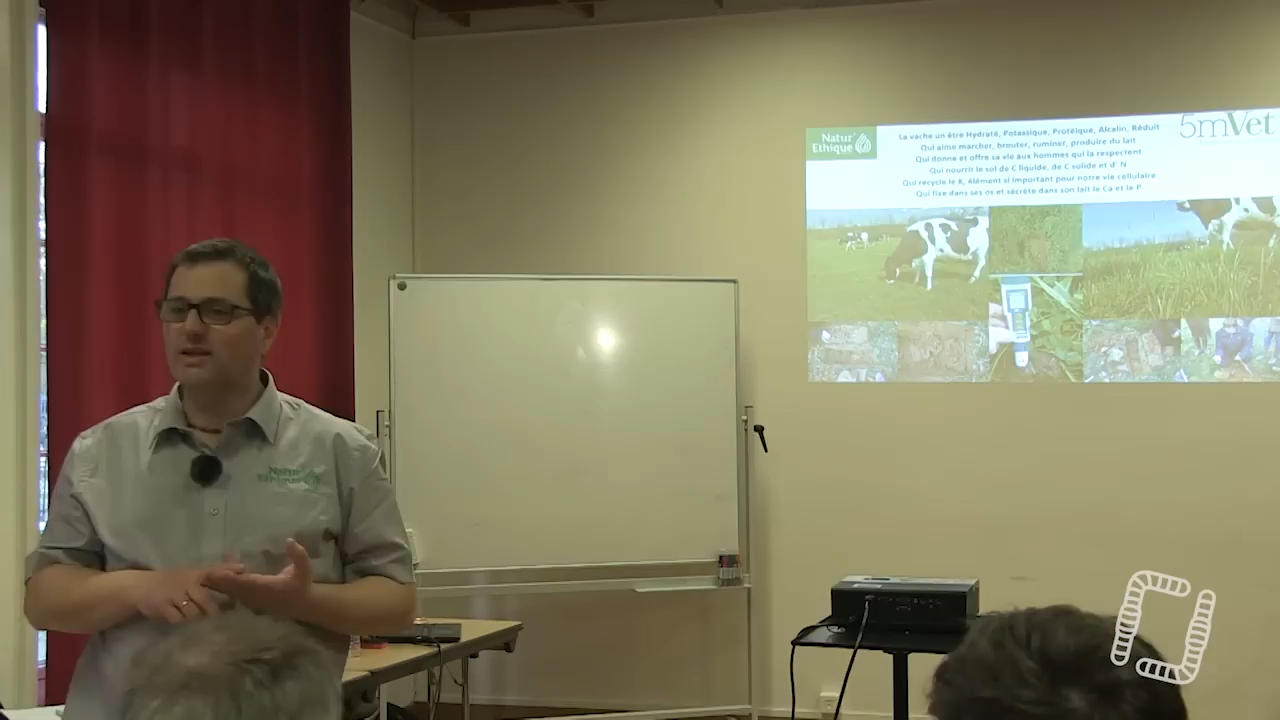 Natur'
Ethique
5mVet
La vache un être Hydraté, Potassique, Protéique, Alcalin, Réduit
Qui aime marcher, brouter, ruminer, produire du lait
Qui donne et offre sa vie aux hommes qui la respectent
Qui nourrit le sol de C liquide, de C solide et d' N
Qui recycle le K, élément si important pour notre vie cellulaire
Qui fixe dans ses os et sécrète dans son lait le Ca et le P
Natur'
Ethique